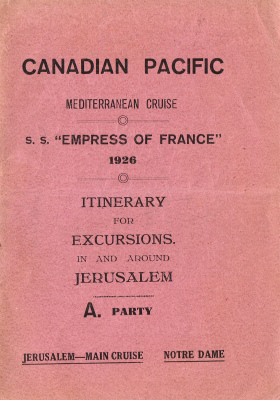 CANADIAN PACIFIC
MEDITERRANEAN CRUISE
S. S. "EMPRESS OF FRANCE"
1926
ITINERARY
FOR
EXCURSIONS.
IN AND AROUND
JERUSALEM
A. PARTY
JERUSALEM—MAIN CRUISE NOTRE DAME